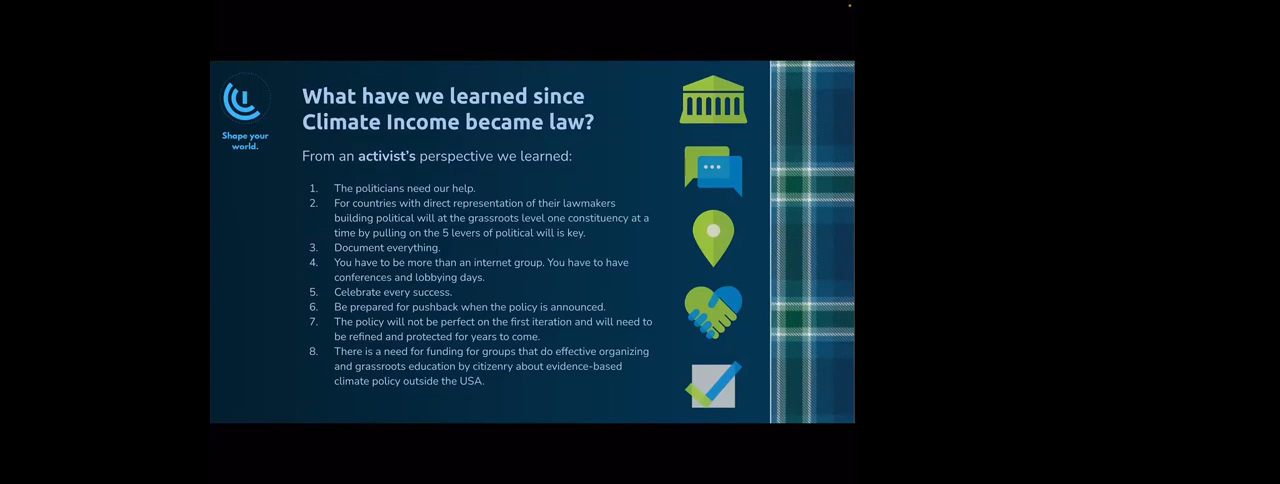 What have we learned since
Climate Income became law?
Shape your
world.
From an activist's perspective we learned:
1. The politicians need our help.
2. For countries with direct representation of their lawmakers
building political will at the grassroots level one constituency at a
time by pulling on the 5 levers of political will is key.
3. Document everything.
4. You have to be more than an internet group. You have to have
conferences and lobbying days.
5. Celebrate every success.
6. Be prepared for pushback when the policy is announced.
7. The policy will not be perfect on the first iteration and will need to
be refined and protected for years to come.
8. There is a need for funding for groups that do effective organizing
and grassroots education by citizenry about evidence-based
climate policy outside the USA.